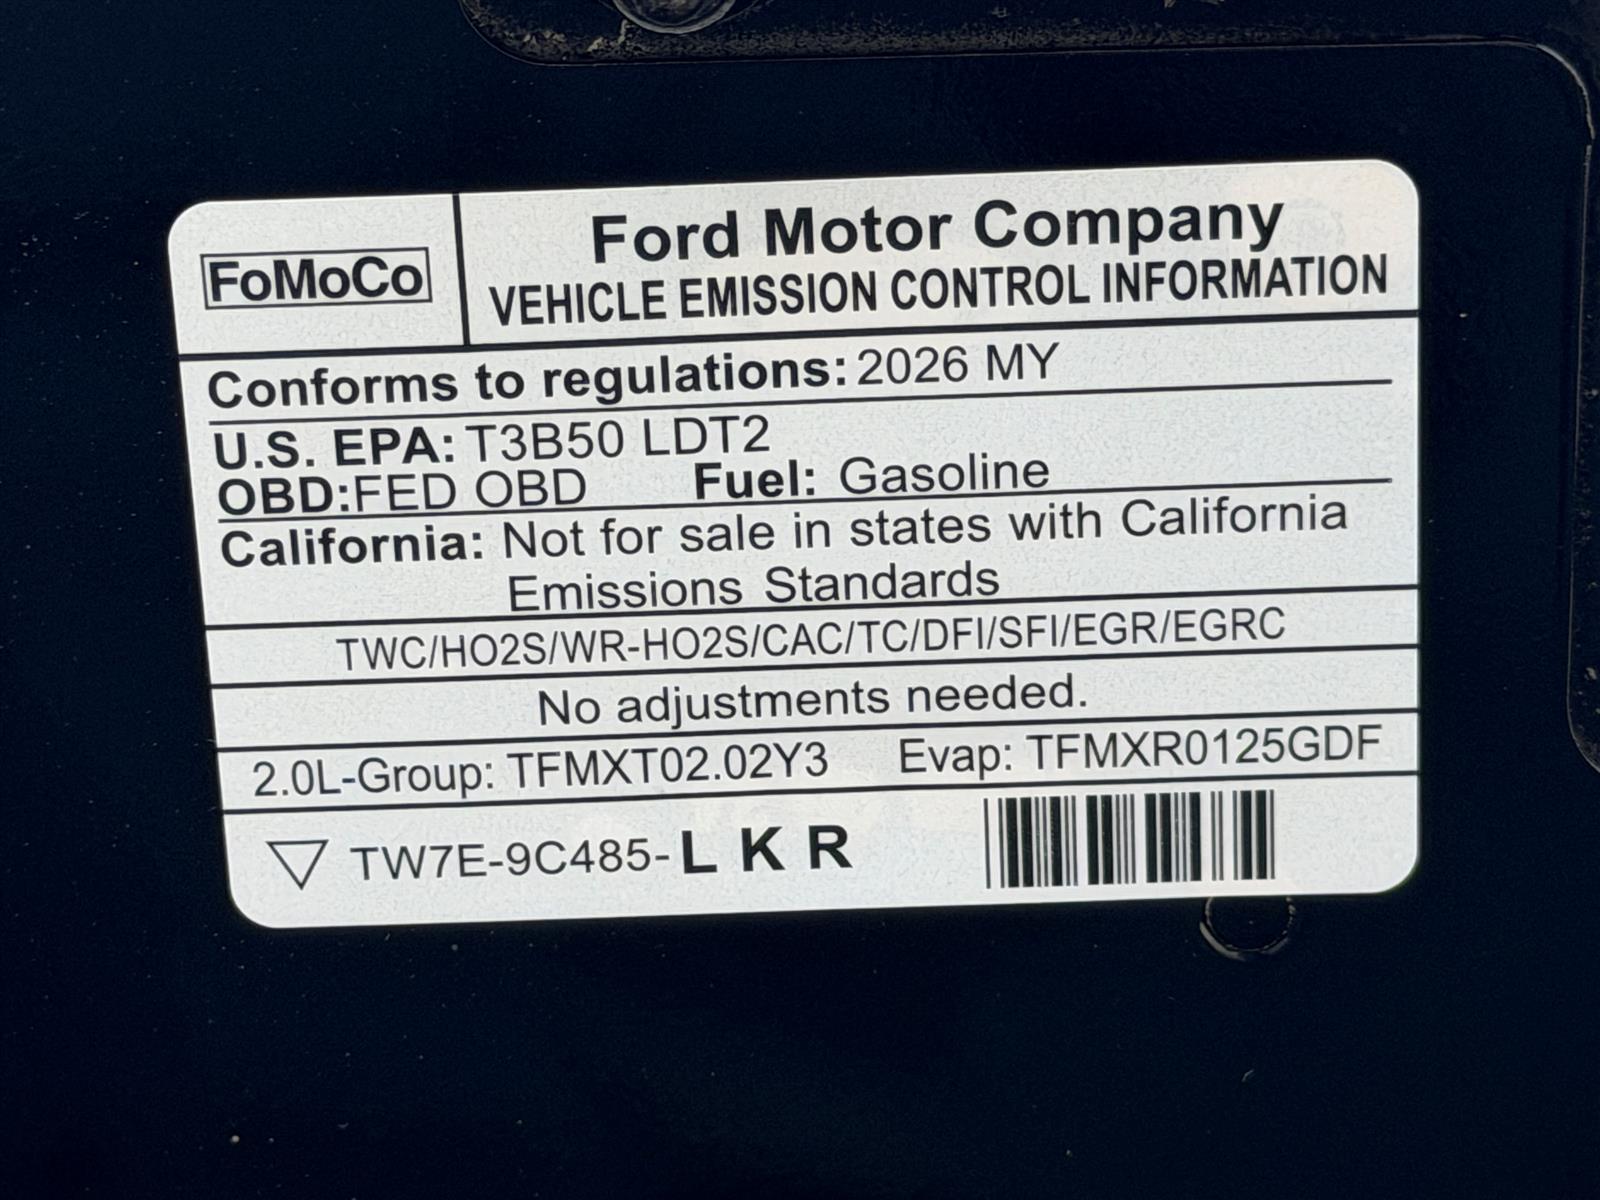 FoMoCo
Ford Motor Company
VEHICLE EMISSION CONTROL INFORMATION
Conforms to regulations: 2026 MY
U.S. EPA: T3B50 LDT2
OBD:FED OBD Fuel: Gasoline
California: Not for sale in states with California
Emissions Standards
TWC/HO2S/WR-HO2S/CAC/TC/DFI/SFI/EGR/EGRC
No adjustments needed.
2.0L-Group: TFMXT02.02Y3 Evap: TFMXR0125GDF
TW7E-9C485-L K R